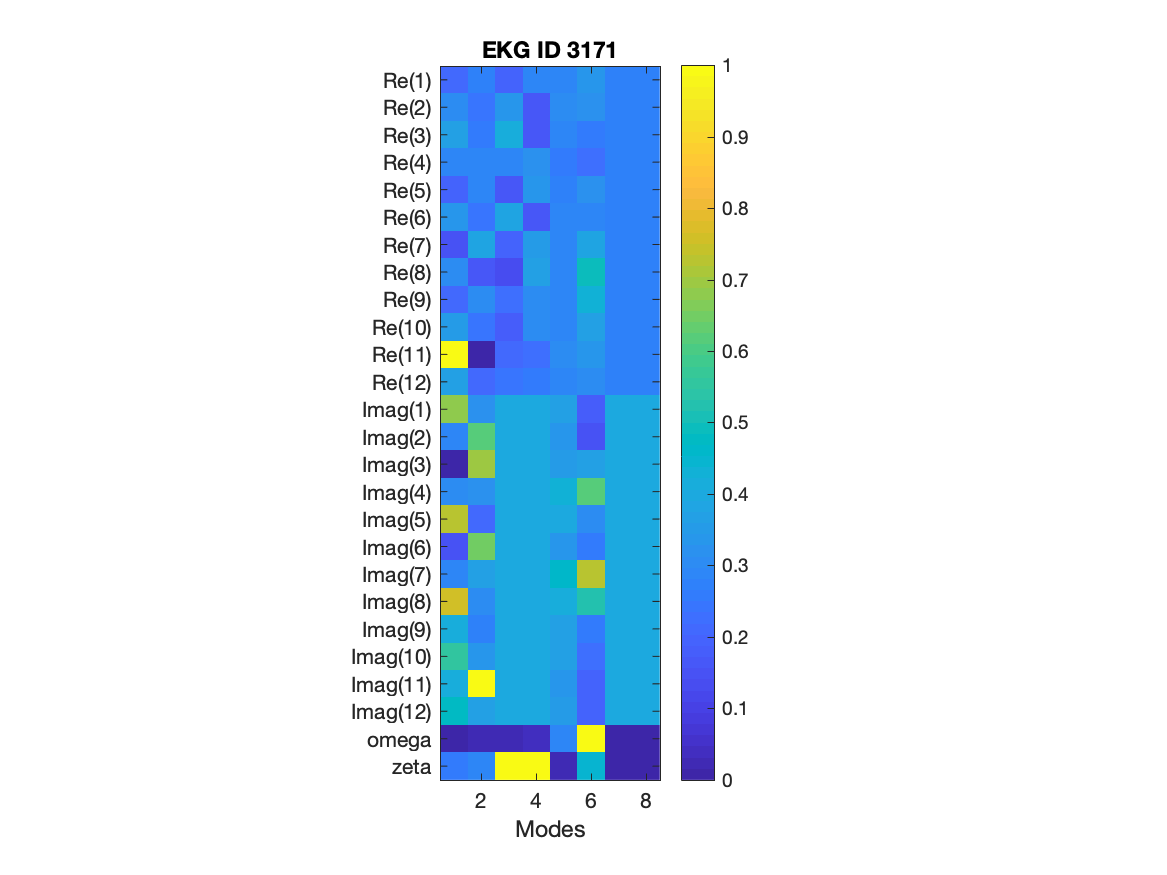 EKG ID 3171
Re(1)
Re(2)
Re(3)
Re(4)
Re(5)
Re(6)
Re(7)
Re(8)
Re(9)
Re(10)
Re(11)
Re(12)
Imag(1)
Imag(2)
Imag(3)
Imag(4)
Imag(5)
Imag(6)
Imag(7)
Imag(8)
Imag(9)
Imag(10)
Imag(11)
Imag(12)
omega
zeta
2 4 6 8
Modes
1
0.9
0.8
0.7
0.6
0.5
0.4
0.3
0.2
0.1
0